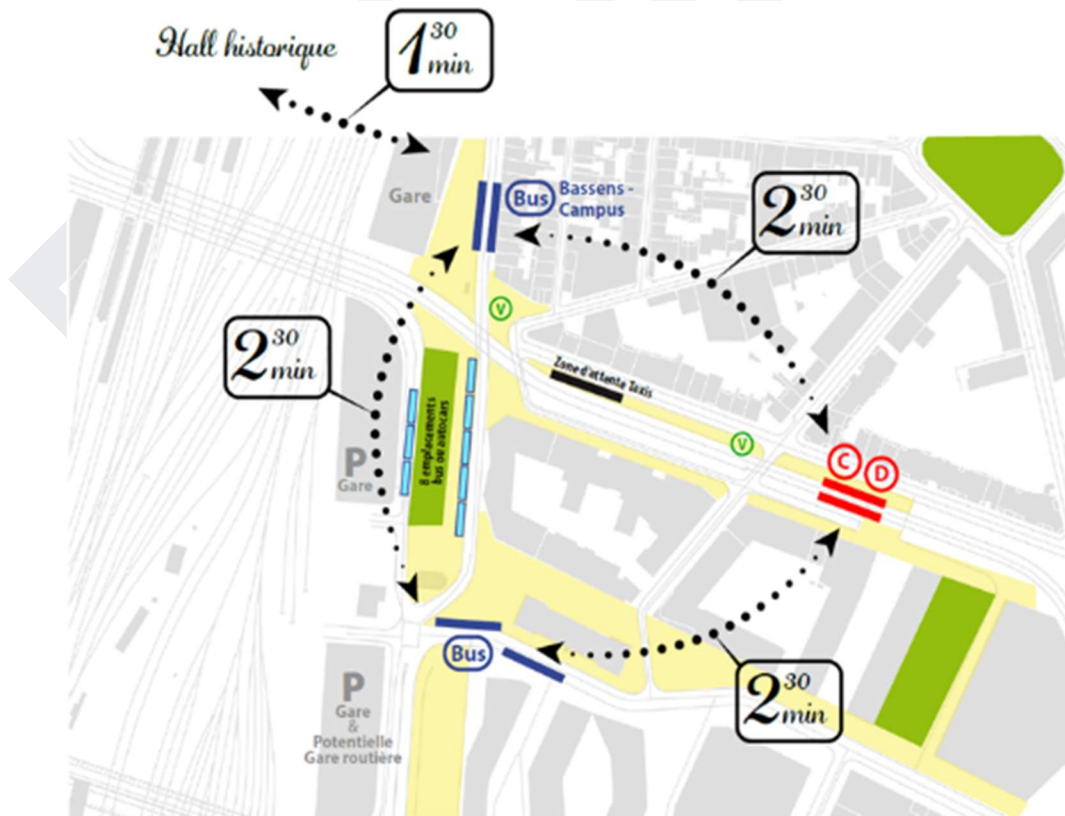 Hall historique
1 30 min
Gare
Bus
Bassens -
Campus
2 30 min
V
2 30 min
Zone d'attente Taxis
8 emplacements
bus ou autocars
P
Gare
V
C D
Bus
2 30 min
P
Gare
&
Potentielle
Gare routière